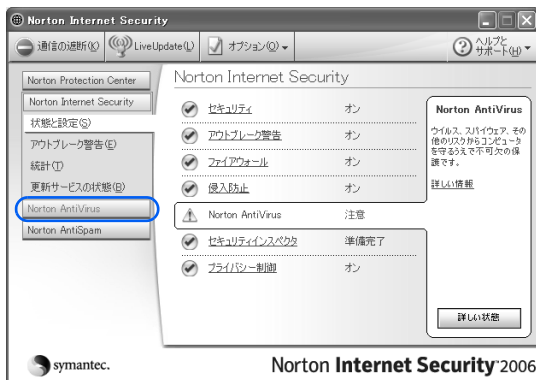 Norton Internet Security
通信の遮断(K)
LiveUpdate(L)
オプション(O)
ヘルプと
サポート(H)
Norton Protection Center
Norton Internet Security
状態と設定(S)
アウトブレーク警告(E)
統計(T)
更新サービスの状態(B)
Norton AntiVirus
Norton AntiSpam
Norton Internet Security
セキュリティ オン
アウトブレーク警告 オン
ファイアウォール オン
侵入防止 オン
Norton AntiVirus 注意
セキュリティインスペクタ 準備完了
プライバシー制御 オン
Norton AntiVirus
ウイルス、スパイウェア、その
他のリスクからコンピュータ
を守るうえで不可欠の保
護です。
詳しい情報
詳しい状態
symantec.
Norton Internet Security 2006